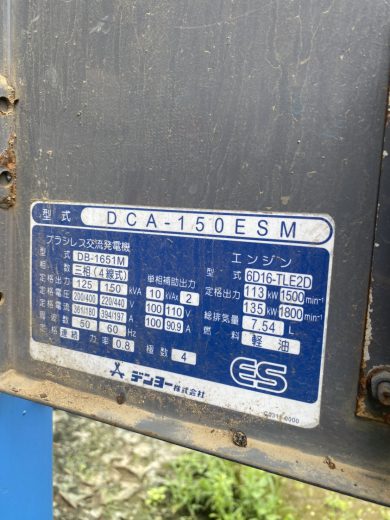 型式 DCA-150ESM
ブラシレス交流発電機
型式 DB-1651M
相数 三相(4線式) 単相補助出力
定格出力 125 150 kVA 10 kVA× 2
定格電圧 200/400 220/440 V 100 110 V
定格電流 361/180 394/197 A 100 90.9 A
周波数 50 60 Hz
定格 連続 力率 0.8 極数 4
エンジン
型式 6D16-TLE2D
定格出力 113 kW 1500 min⁻¹
135 kW 1800 min⁻¹
総排気量 7.54 L
燃料 軽油
ES
デンヨー株式会社